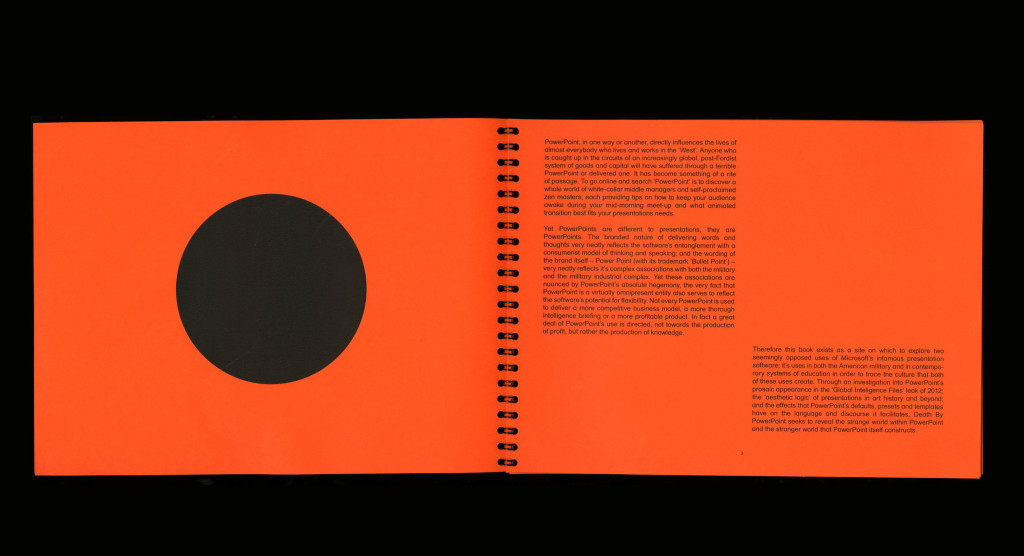 PowerPoint, in one way or another, directly influences the lives of
almost everybody who lives and works in the 'West'. Anyone who
is caught up in the circuits of an increasingly global, post-Fordist
system of goods and capital will have suffered through a terrible
PowerPoint or delivered one. It has become something of a rite
of passage. To go online and search 'PowerPoint' is to discover a
whole world of white-collar middle managers and self-proclaimed
zen masters, each providing tips on how to keep your audience
awake during your mid-morning meet-up and what animated
transition best fits your presentations needs.
Yet PowerPoints are different to presentations, they are
PowerPoints. The branded nature of delivering words and
thoughts very neatly reflects the software's entanglement with a
consumerist model of thinking and speaking; and the wording of
the brand itself – Power Point (with its trademark 'Bullet Point') –
very neatly reflects it's complex associations with both the military
and the military industrial complex. Yet these associations are
nuanced by PowerPoint's absolute hegemony, the very fact that
PowerPoint is a virtually omnipresent entity also serves to reflect
the software's potential for flexibility. Not every PowerPoint is used
to deliver a more competitive business model, a more thorough
intelligence briefing or a more profitable product. In fact a great
deal of PowerPoint's use is directed, not towards the production
of profit, but rather the production of knowledge.
Therefore this book exists as a site on which to explore two
seemingly opposed uses of Microsoft's infamous presentation
software; it's uses in both the American military and in contempo-
rary systems of education in order to trace the culture that both
of these uses create. Through an investigation into PowerPoint's
prosaic appearance in the 'Global Intelligence Files' leak of 2012;
the 'aesthetic logic' of presentations in art history and beyond;
and the effects that PowerPoint's defaults, presets and templates
have on the language and discourse it facilitates, Death By
PowerPoint seeks to reveal the strange world within PowerPoint
and the stranger world that PowerPoint itself constructs.